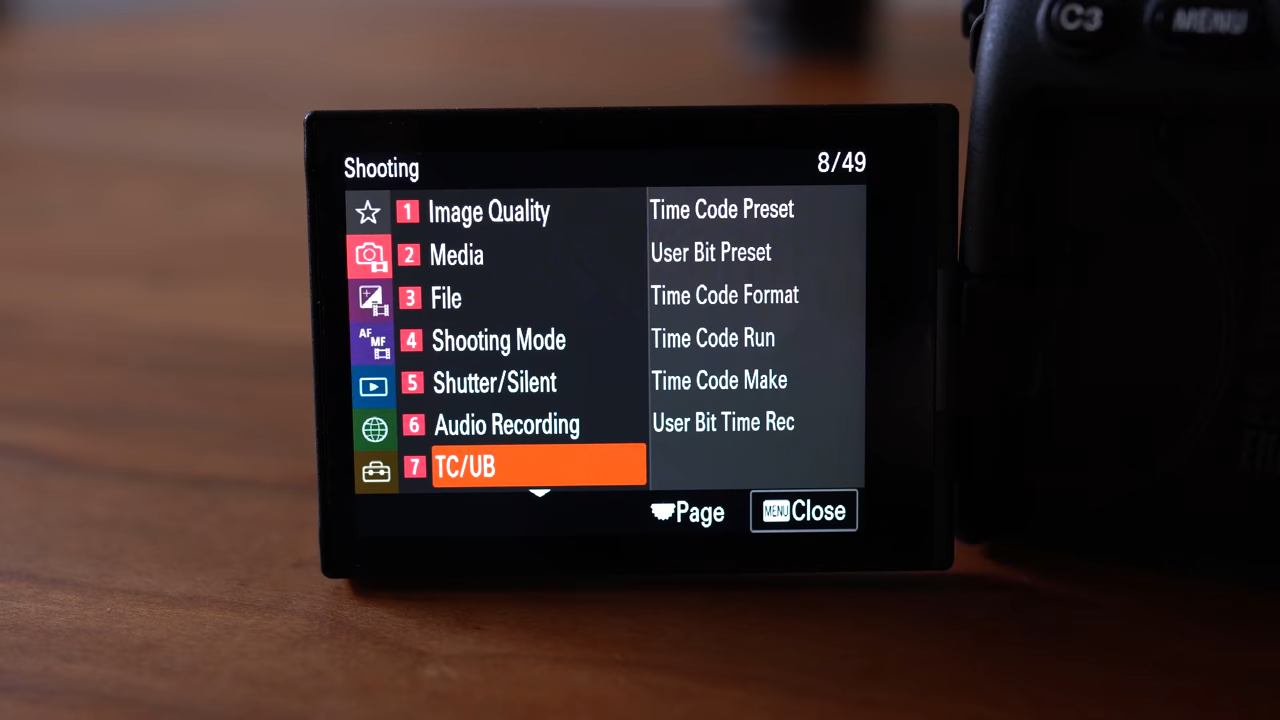 C3
MENU
Shooting
8/49
1 Image Quality
2 Media
3 File
4 Shooting Mode
5 Shutter/Silent
6 Audio Recording
7 TC/UB
AF
MF
Time Code Preset
User Bit Preset
Time Code Format
Time Code Run
Time Code Make
User Bit Time Rec
Page
MENU Close